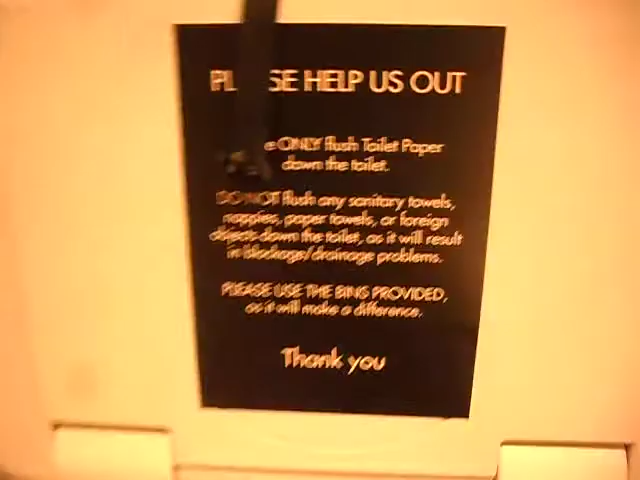 PLEASE HELP US OUT
ONLY flush Toilet Paper
down the toilet.
DO NOT flush any sanitary towels,
nappies, paper towels, or foreign
objects down the toilet, as it will result
in blockage/drainage problems.
PLEASE USE THE BINS PROVIDED,
as it will make a difference.
Thank you